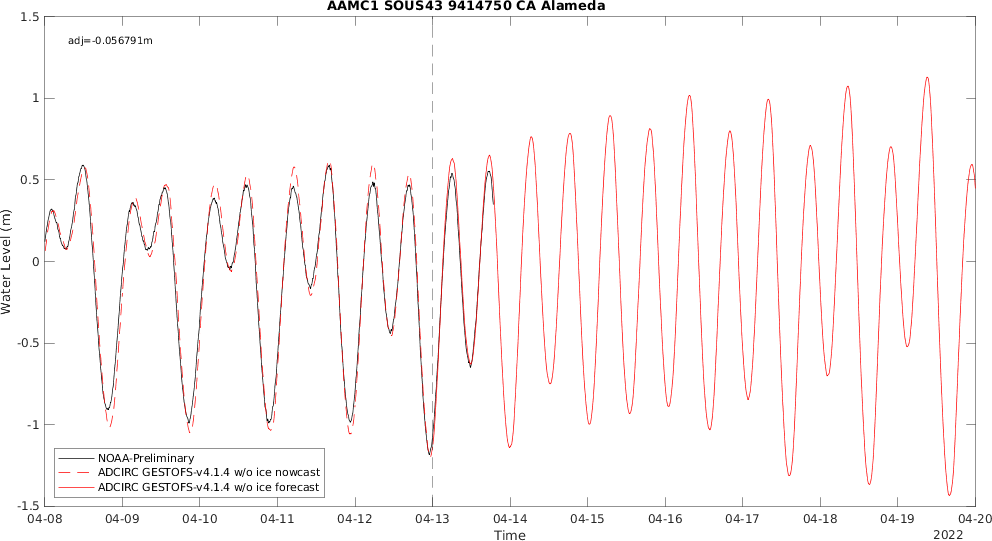 AAMC1 SOUS43 9414750 CA Alameda
adj=-0.056791m
Water Level (m)
1.5
1
0.5
0
-0.5
-1
-1.5
NOAA-Preliminary
ADCIRC GESTOFS-v4.1.4 w/o ice nowcast
ADCIRC GESTOFS-v4.1.4 w/o ice forecast
04-08 04-09 04-10 04-11 04-12 04-13 04-14 04-15 04-16 04-17 04-18 04-19 04-20
Time
2022